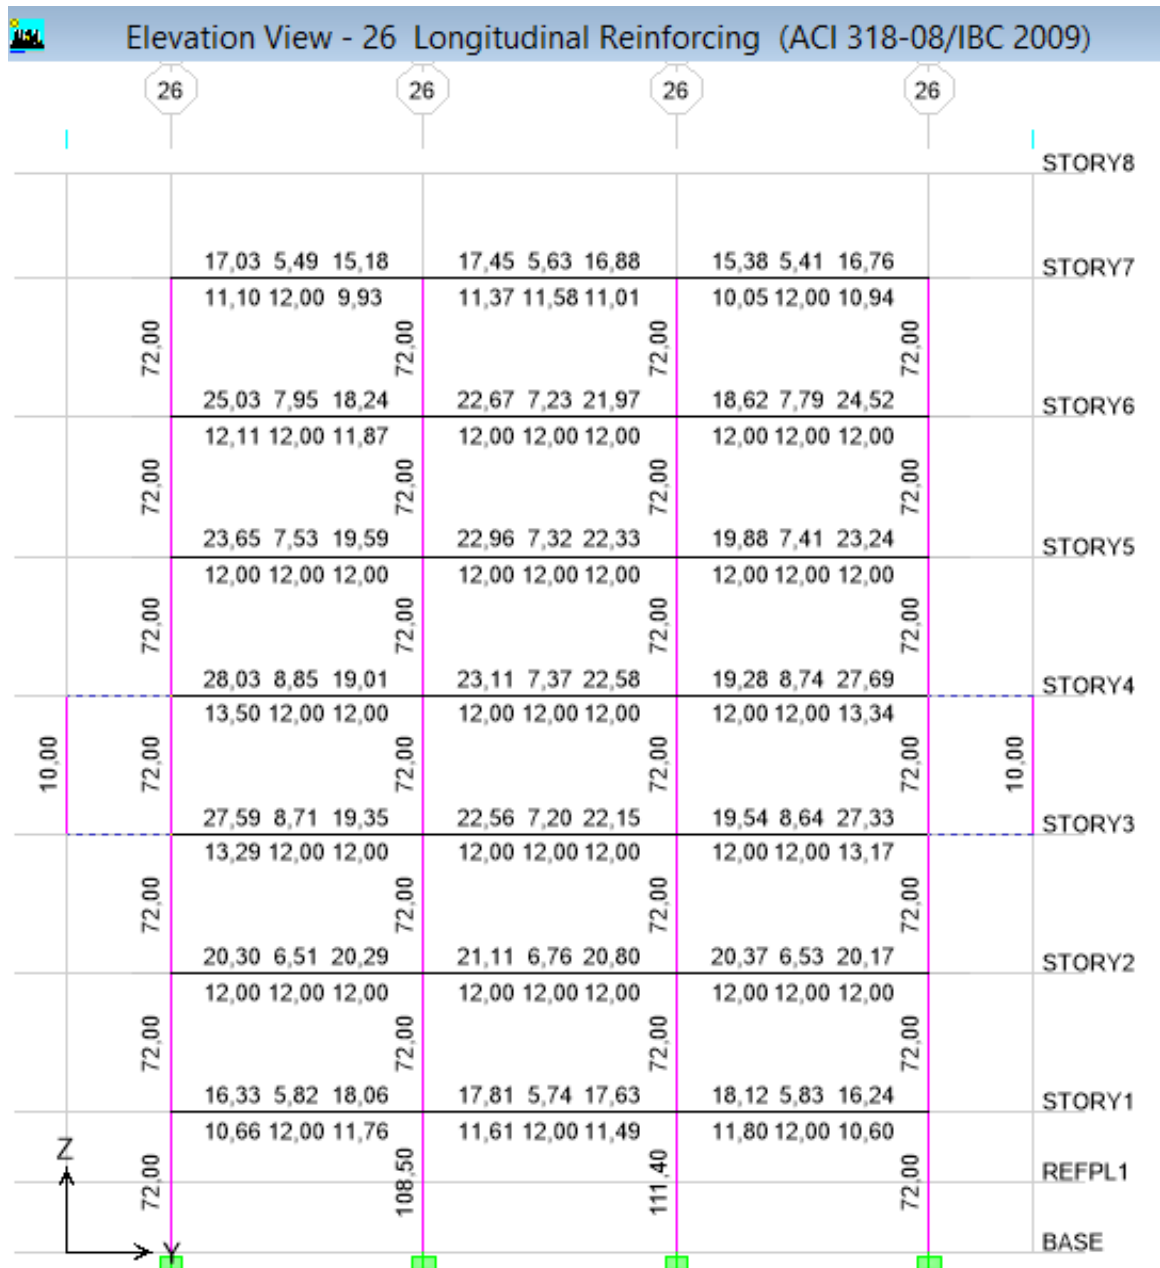 Elevation View - 26 Longitudinal Reinforcing (ACI 318-08/IBC 2009)
26 26 26 26
STORY8
17,03 5,49 15,18 17,45 5,63 16,88 15,38 5,41 16,76
STORY7
11,10 12,00 9,93 11,37 11,58 11,01 10,05 12,00 10,94
72,00 72,00 72,00 72,00
25,03 7,95 18,24 22,67 7,23 21,97 18,62 7,79 24,52
STORY6
12,11 12,00 11,87 12,00 12,00 12,00 12,00 12,00 12,00
72,00 72,00 72,00 72,00
23,65 7,53 19,59 22,96 7,32 22,33 19,88 7,41 23,24
STORY5
12,00 12,00 12,00 12,00 12,00 12,00 12,00 12,00 12,00
72,00 72,00 72,00 72,00
28,03 8,85 19,01 23,11 7,37 22,58 19,28 8,74 27,69
STORY4
13,50 12,00 12,00 12,00 12,00 12,00 12,00 12,00 13,34
10,00 72,00 72,00 72,00 72,00 10,00
27,59 8,71 19,35 22,56 7,20 22,15 19,54 8,64 27,33
STORY3
13,29 12,00 12,00 12,00 12,00 12,00 12,00 12,00 13,17
72,00 72,00 72,00 72,00
20,30 6,51 20,29 21,11 6,76 20,80 20,37 6,53 20,17
STORY2
12,00 12,00 12,00 12,00 12,00 12,00 12,00 12,00 12,00
72,00 72,00 72,00 72,00
16,33 5,82 18,06 17,81 5,74 17,63 18,12 5,83 16,24
STORY1
10,66 12,00 11,76 11,61 12,00 11,49 11,80 12,00 10,60
Z
72,00 108,50 111,40 72,00
REFPL1
Y
BASE